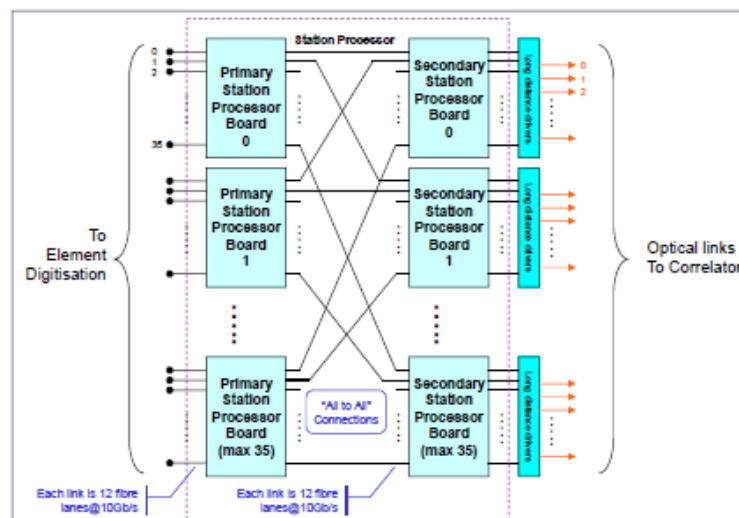 Station Processor
0
1
2
35
Primary
Station
Processor
Board
0
Secondary
Station
Processor
Board
0
Long distance drivers
0
1
2
Primary
Station
Processor
Board
1
Secondary
Station
Processor
Board
1
Long distance drivers
To
Element
Digitisation
Optical links
To Correlator
Primary
Station
Processor
Board
(max 35)
"All to All"
Connections
Secondary
Station
Processor
Board
(max 35)
Long distance drivers
Each link is 12 fibre
lanes@10Gb/s
Each link is 12 fibre
lanes@10Gb/s